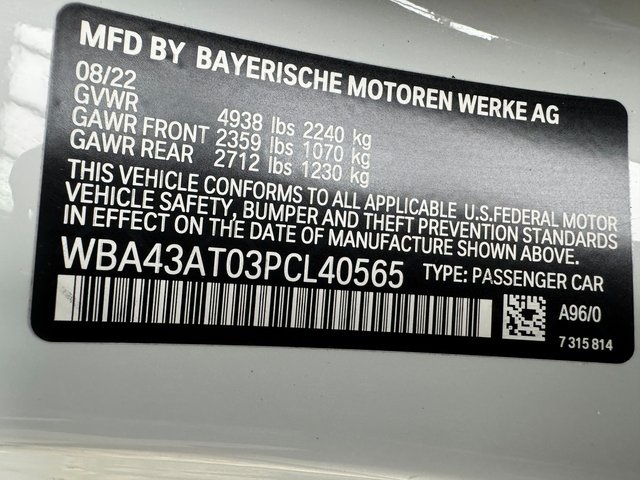 MFD BY BAYERISCHE MOTOREN WERKE AG
08/22
GVWR 4938 lbs 2240 kg
GAWR FRONT 2359 lbs 1070 kg
GAWR REAR 2712 lbs 1230 kg
THIS VEHICLE CONFORMS TO ALL APPLICABLE U.S.FEDERAL MOTOR
VEHICLE SAFETY, BUMPER AND THEFT PREVENTION STANDARDS
IN EFFECT ON THE DATE OF MANUFACTURE SHOWN ABOVE.
WBA43AT03PCL40565 TYPE: PASSENGER CAR
A96/0
7 315 814